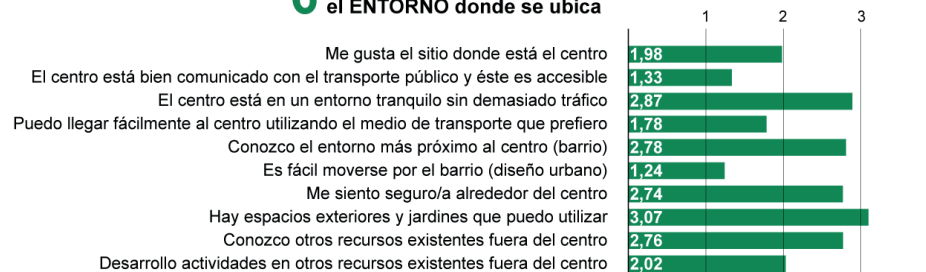 el ENTORNO donde se ubica
1 2 3
Me gusta el sitio donde está el centro 1,98
El centro está bien comunicado con el transporte público y éste es accesible 1,33
El centro está en un entorno tranquilo sin demasiado tráfico 2,87
Puedo llegar fácilmente al centro utilizando el medio de transporte que prefiero 1,78
Conozco el entorno más próximo al centro (barrio) 2,78
Es fácil moverse por el barrio (diseño urbano) 1,24
Me siento seguro/a alrededor del centro 2,74
Hay espacios exteriores y jardines que puedo utilizar 3,07
Conozco otros recursos existentes fuera del centro 2,76
Desarrollo actividades en otros recursos existentes fuera del centro 2,02